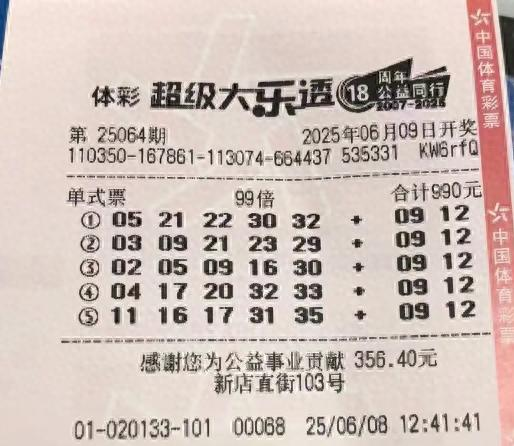 体彩 超级大乐透 18周年 公益同行 2007-2025
第 25064期 2025年06月09日开奖
110350-167861-113074-664437 535331 KW6rfQ
单式票 99倍 合计990元
① 05 21 22 30 32 + 09 12
② 03 09 21 23 29 + 09 12
③ 02 05 09 16 30 + 09 12
④ 04 17 20 32 33 + 09 12
⑤ 11 16 17 31 35 + 09 12
感谢您为公益事业贡献 356.40元
新店直街103号
01-020133-101 00068 25/06/08 12:41:41
中国体育彩票
中国体育彩票